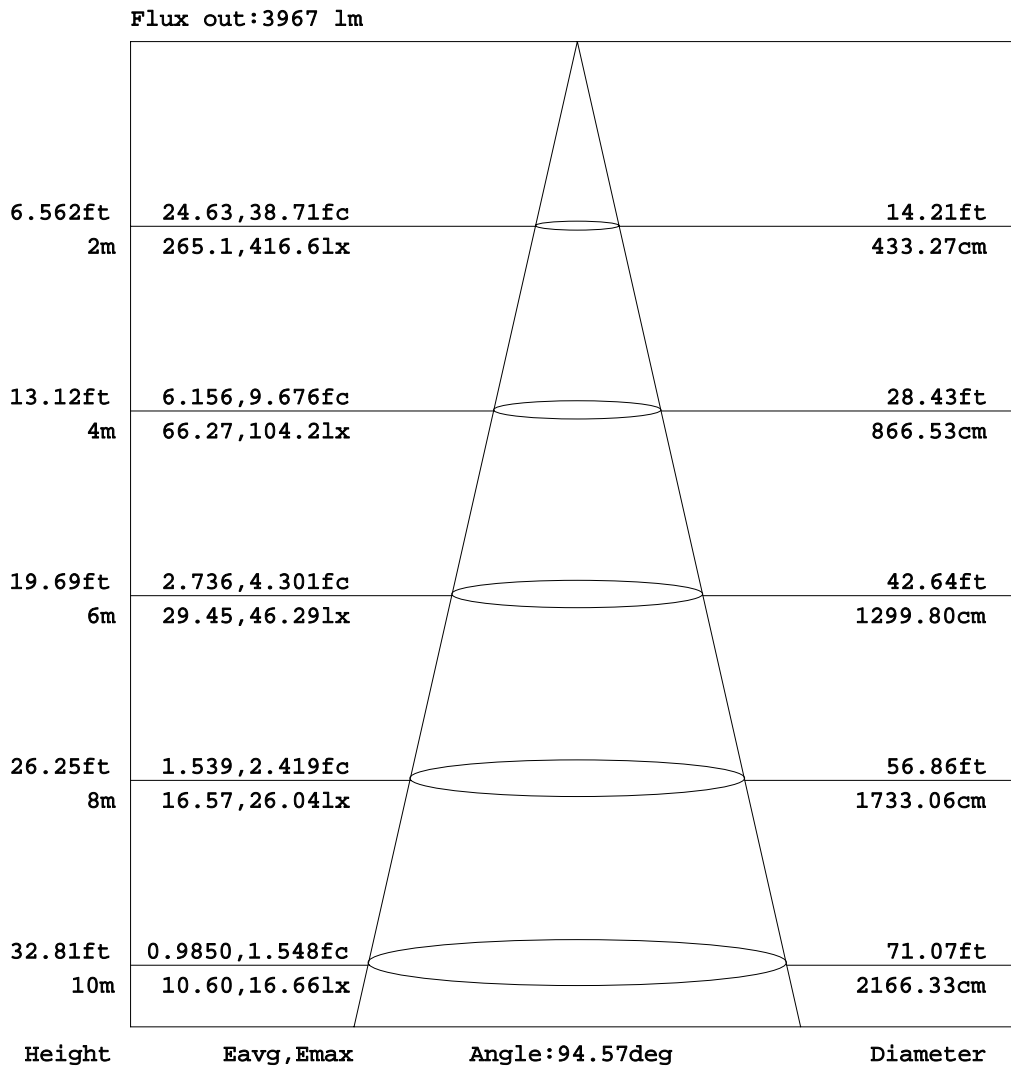 Flux out:3967 lm
6.562ft 24.63,38.71fc 14.21ft
2m 265.1,416.6lx 433.27cm
13.12ft 6.156,9.676fc 28.43ft
4m 66.27,104.2lx 866.53cm
19.69ft 2.736,4.301fc 42.64ft
6m 29.45,46.29lx 1299.80cm
26.25ft 1.539,2.419fc 56.86ft
8m 16.57,26.04lx 1733.06cm
32.81ft 0.9850,1.548fc 71.07ft
10m 10.60,16.66lx 2166.33cm
Height Eavg,Emax Angle:94.57deg Diameter